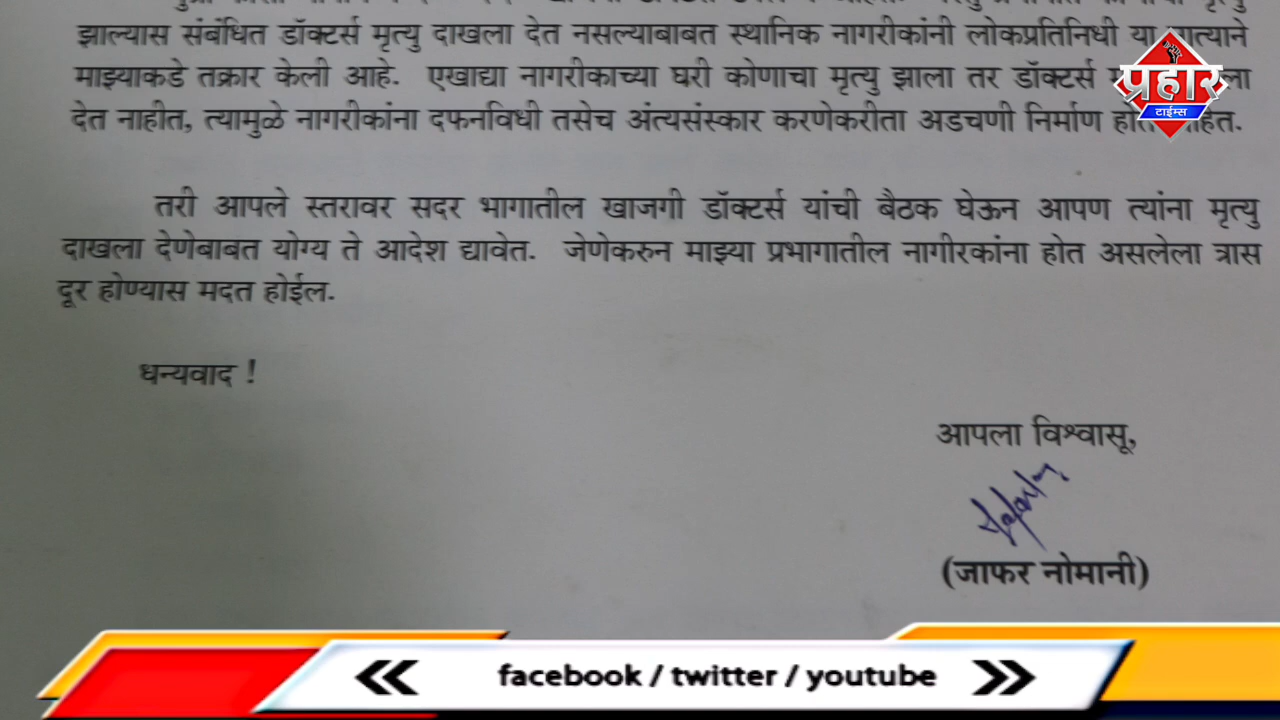 झाल्यास संबंधित डॉक्टर्स मृत्यु दाखला देत नसल्याबाबत स्थानिक नागरीकांनी लोकप्रतिनिधी या
माझ्याकडे तक्रार केली आहे. एखाद्या नागरीकाच्या घरी कोणाचा मृत्यु झाला तर डॉक्टर्स
देत नाहीत, त्यामुळे नागरीकांना दफनविधी तसेच अंत्यसंस्कार करणेकरीता अडचणी निर्माण
प्रहार
टाईम्स
तरी आपले स्तरावर सदर भागातील खाजगी डॉक्टर्स यांची बैठक घेऊन आपण त्यांना मृत्यु
दाखला देणेबाबत योग्य ते आदेश द्यावेत. जेणेकरुन माझ्या प्रभागातील नागीरकांना होत असलेला त्रास
दूर होण्यास मदत होईल.
धन्यवाद !
आपला विश्वासू,
(जाफर नोमानी)
facebook / twitter / youtube